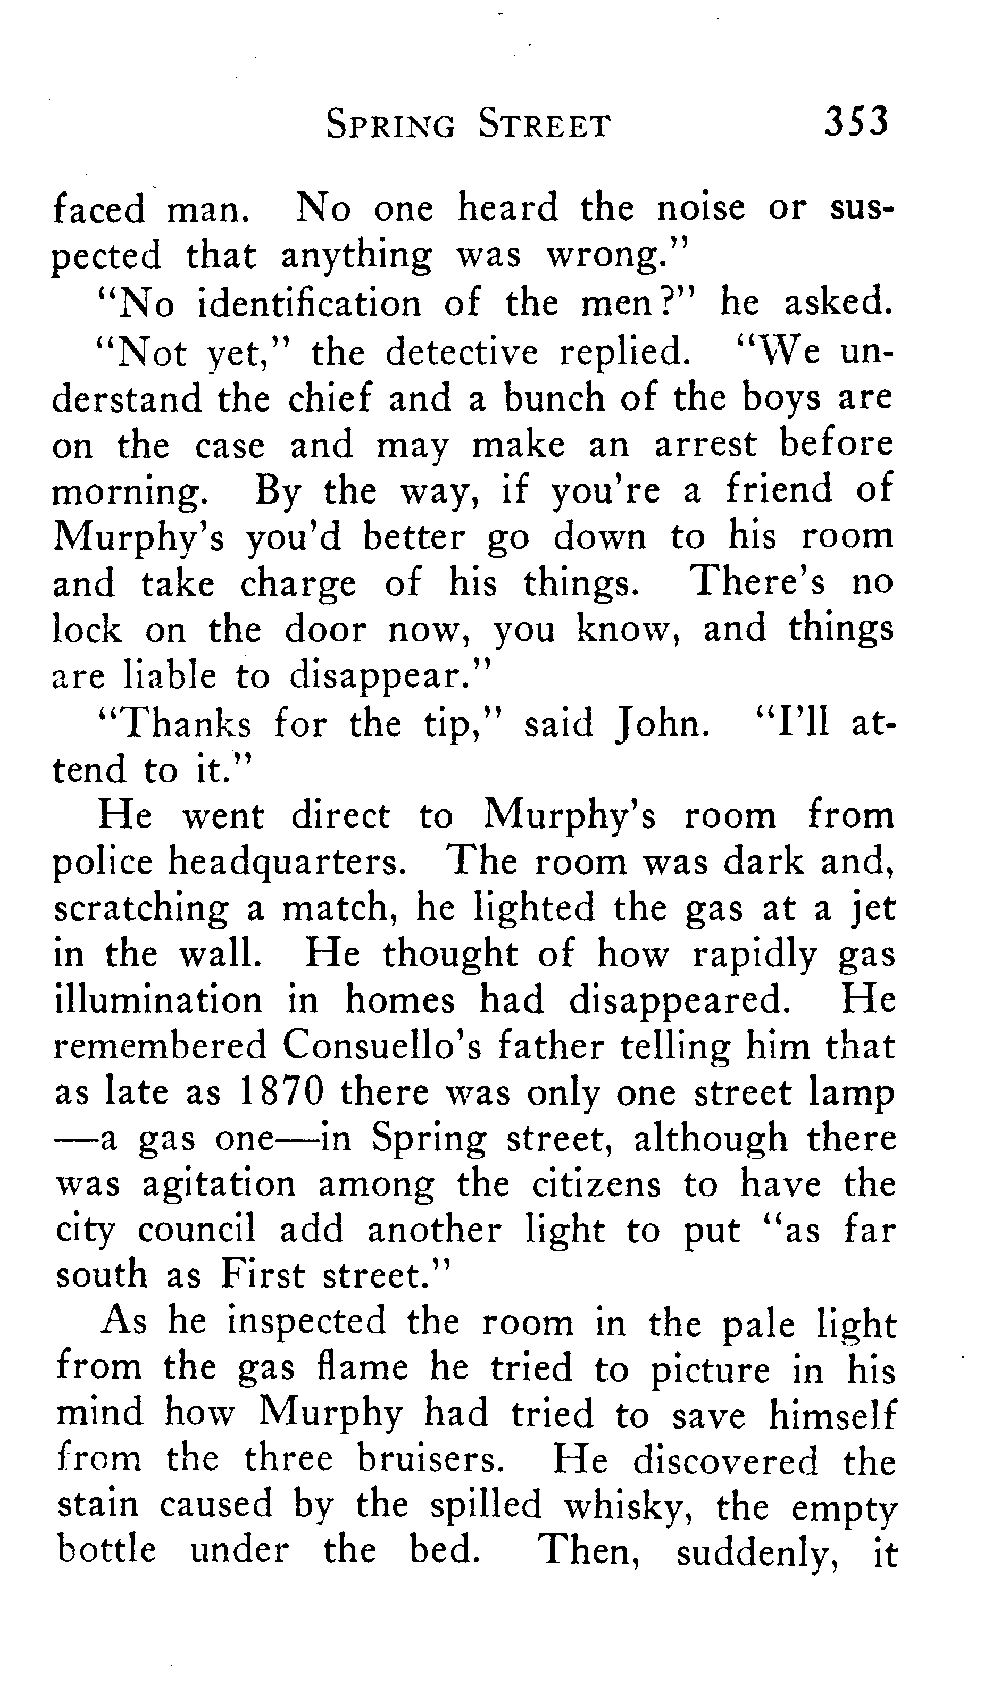 SPRING STREET 353
faced man. No one heard the noise or sus-
pected that anything was wrong."
"No identification of the men?" he asked.
"Not yet," the detective replied. "We un-
derstand the chief and a bunch of the boys are
on the case and may make an arrest before
morning. By the way, if you're a friend of
Murphy's you'd better go down to his room
and take charge of his things. There's no
lock on the door now, you know, and things
are liable to disappear."
"Thanks for the tip," said John. "I'll at-
tend to it."
He went direct to Murphy's room from
police headquarters. The room was dark and,
scratching a match, he lighted the gas at a jet
in the wall. He thought of how rapidly gas
illumination in homes had disappeared. He
remembered Consuello's father telling him that
as late as 1870 there was only one street lamp
—a gas one—in Spring street, although there
was agitation among the citizens to have the
city council add another light to put "as far
south as First street."
As he inspected the room in the pale light
from the gas flame he tried to picture in his
mind how Murphy had tried to save himself
from the three bruisers. He discovered the
stain caused by the spilled whisky, the empty
bottle under the bed. Then, suddenly, it